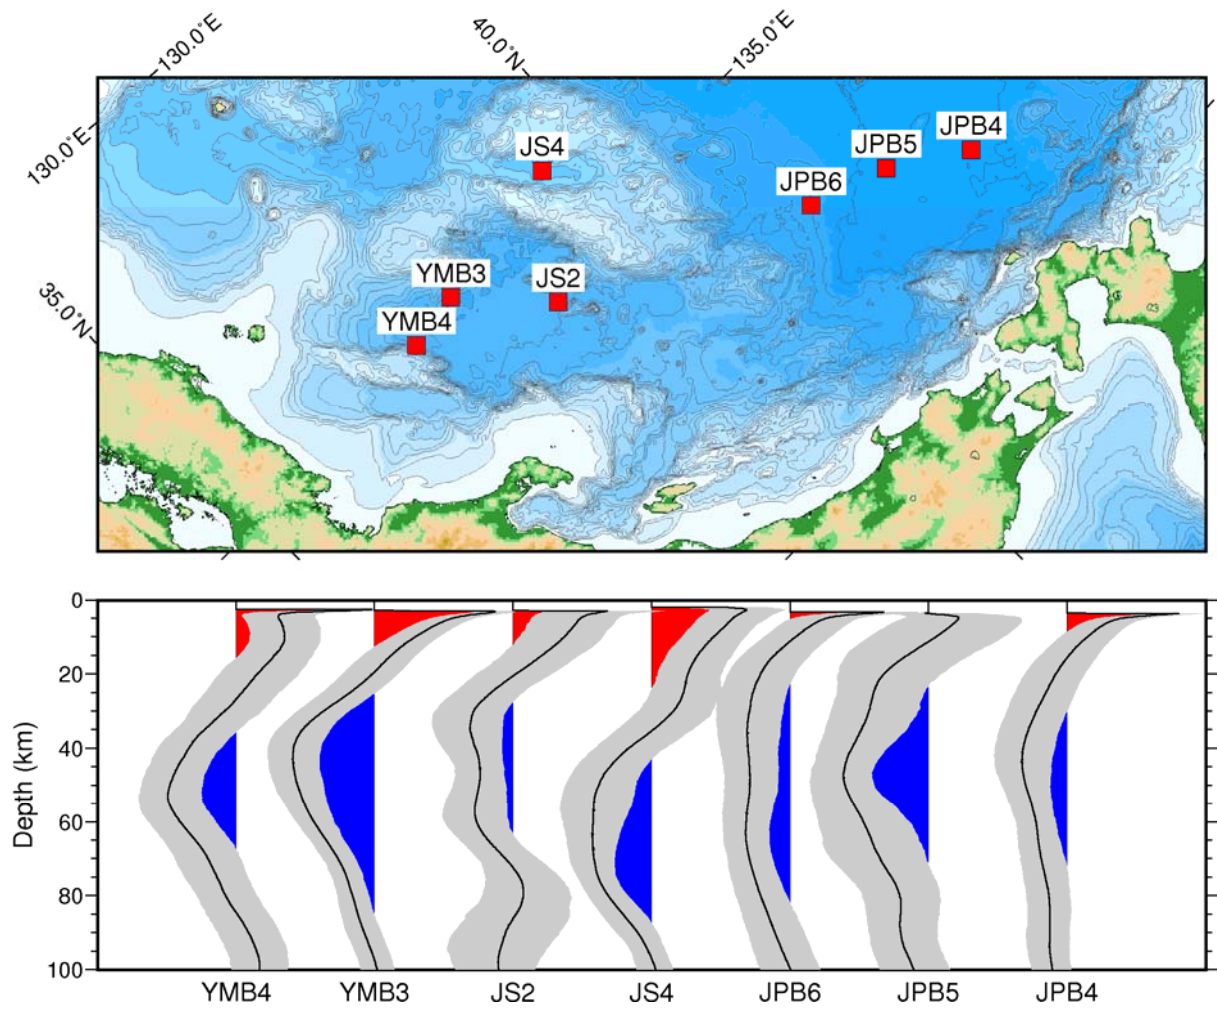 130.0°E
40.0°N
135.0°E
130.0°E
35.0°N
JS4
JPB5
JPB4
JPB6
YMB3
JS2
YMB4
0
20
40
60
80
100
Depth (km)
YMB4
YMB3
JS2
JS4
JPB6
JPB5
JPB4